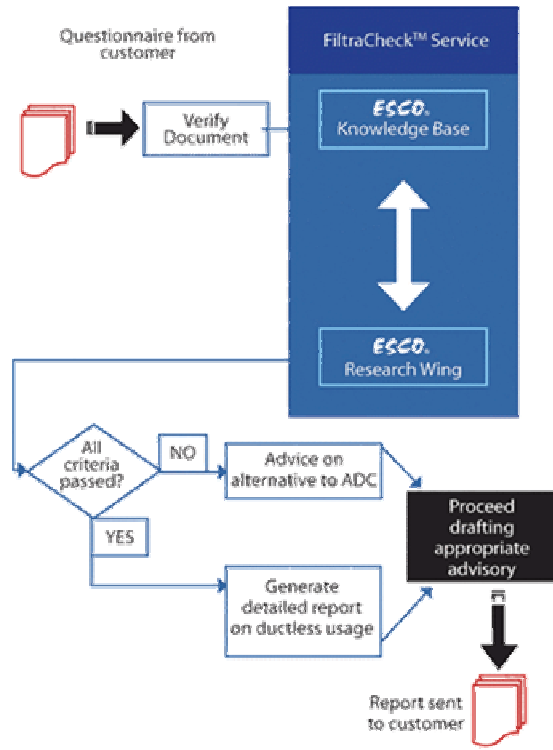 Questionnaire from
customer
FiltraCheck™ Service
Verify
Document
ESCO®
Knowledge Base
ESCO®
Research Wing
All
criteria
passed?
NO
Advice on
alternative to ADC
YES
Generate
detailed report
on ductless usage
Proceed
drafting
appropriate
advisory
Report sent
to customer